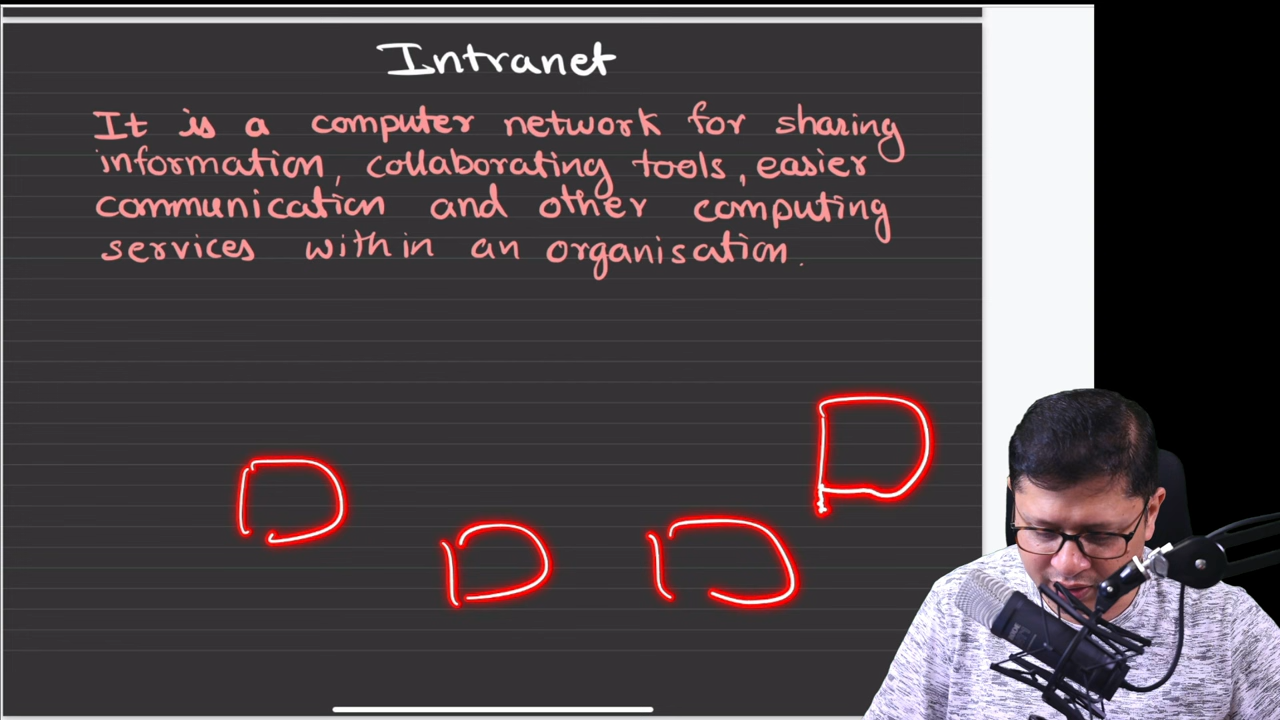 Intranet
It is a computer network for sharing
information, collaborating tools, easier
communication and other computing
services within an organisation.